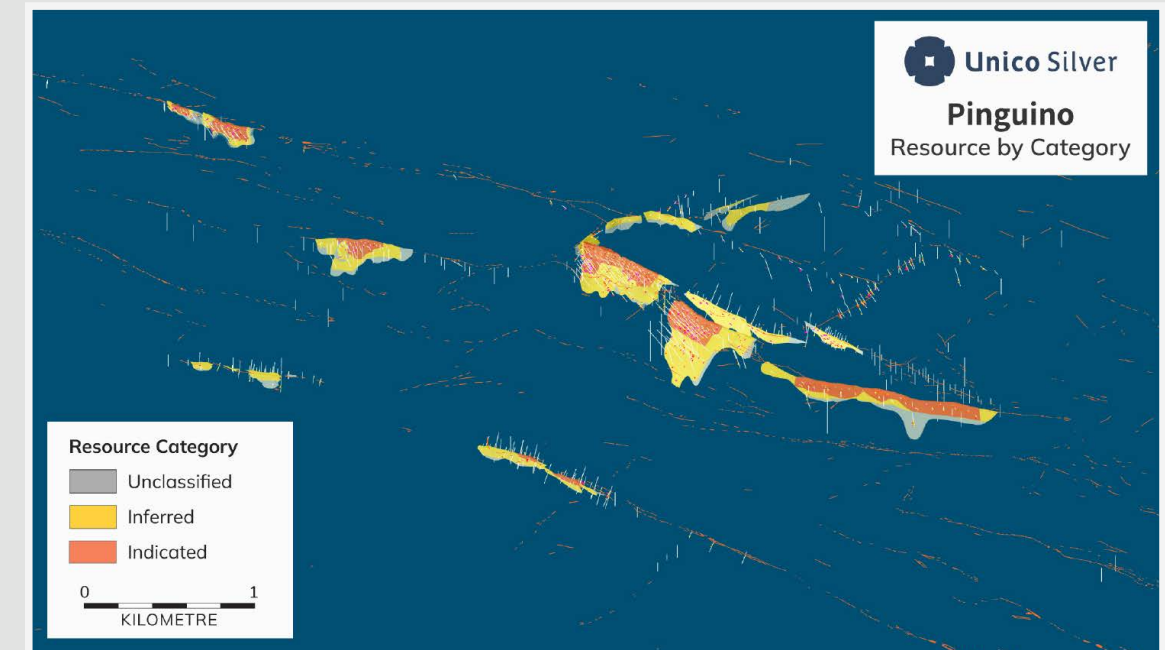 Unico Silver
Pinguino
Resource by Category
Resource Category
Unclassified
Inferred
Indicated
0 1
KILOMETRE